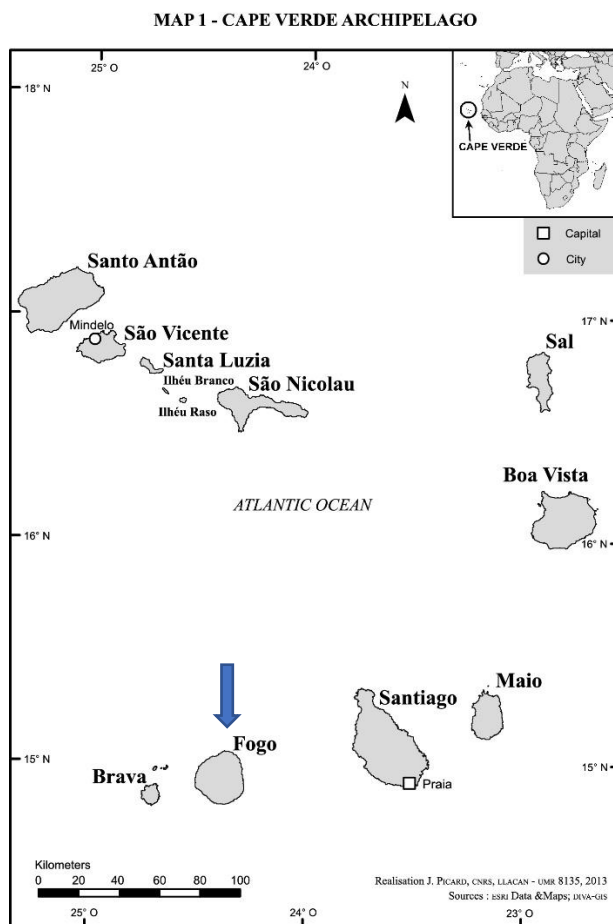 MAP 1 - CAPE VERDE ARCHIPELAGO
25° O
24° O
18° N
N
CAPE VERDE
Capital
City
Santo Antão
Mindelo
São Vicente
Santa Luzia
Ilhéu Branco
São Nicolau
Ilhéu Raso
17° N
Sal
Boa Vista
ATLANTIC OCEAN
16° N
16° N
Maio
Santiago
Fogo
15° N
15° N
Brava
Praia
Kilometers
0 20 40 60 80 100
Realisation J. PICARD, CNRS, LLACAN - UMR 8135, 2013
Sources : ESRI Data &Maps; DIVA-GIS
25° O
24° O
23° O